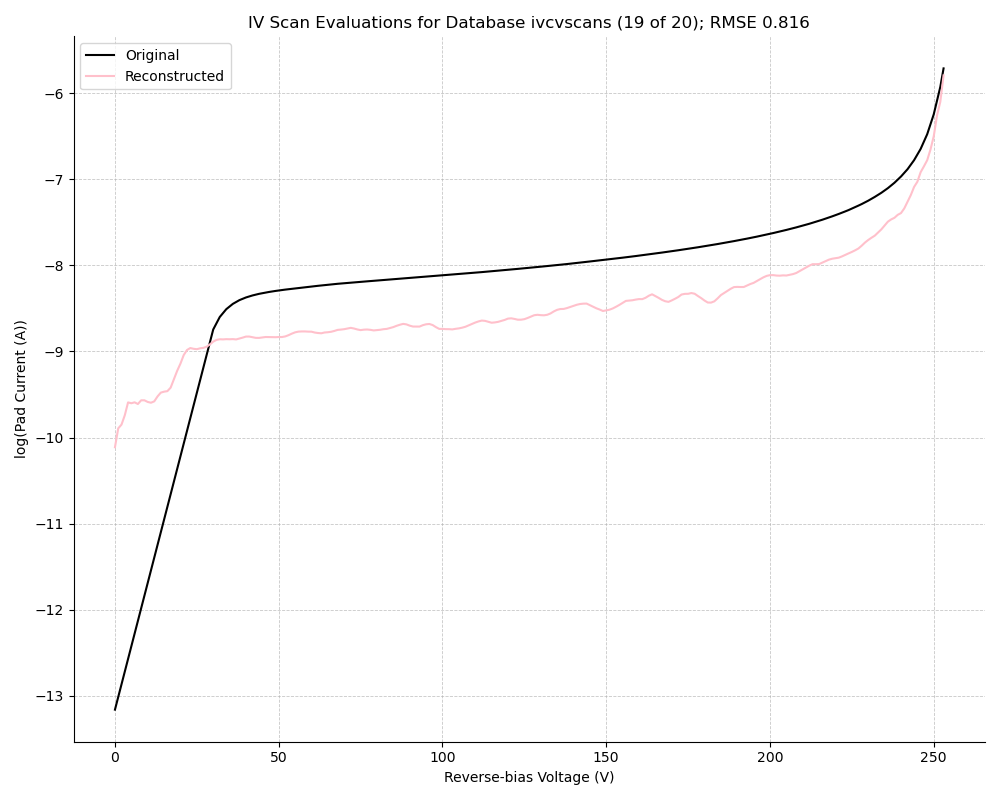 IV Scan Evaluations for Database ivcvscans (19 of 20); RMSE 0.816
Original
Reconstructed
log(Pad Current (A))
−6
−7
−8
−9
−10
−11
−12
−13
0
50
100
150
200
250
Reverse-bias Voltage (V)